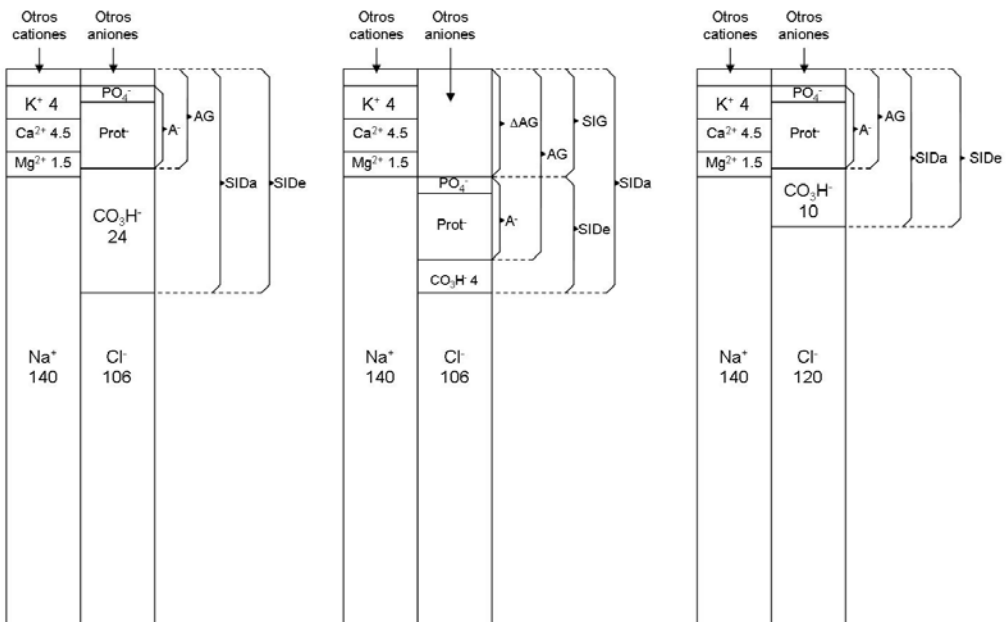 Otros
cationes
Otros
aniones
K⁺ 4
Ca²⁺ 4.5
Mg²⁺ 1.5
Na⁺
140
PO₄⁻
Prot⁻
CO₃H⁻
24
Cl⁻
106
A⁻
AG
SIDa
SIDe
Otros
cationes
Otros
aniones
K⁺ 4
Ca²⁺ 4.5
Mg²⁺ 1.5
Na⁺
140
PO₄⁻
Prot⁻
CO₃H⁻ 4
Cl⁻
106
ΔAG
A⁻
AG
SIG
SIDe
SIDa
Otros
cationes
Otros
aniones
K⁺ 4
Ca²⁺ 4.5
Mg²⁺ 1.5
Na⁺
140
PO₄⁻
Prot⁻
CO₃H⁻
10
Cl⁻
120
A⁻
AG
SIDa
SIDe